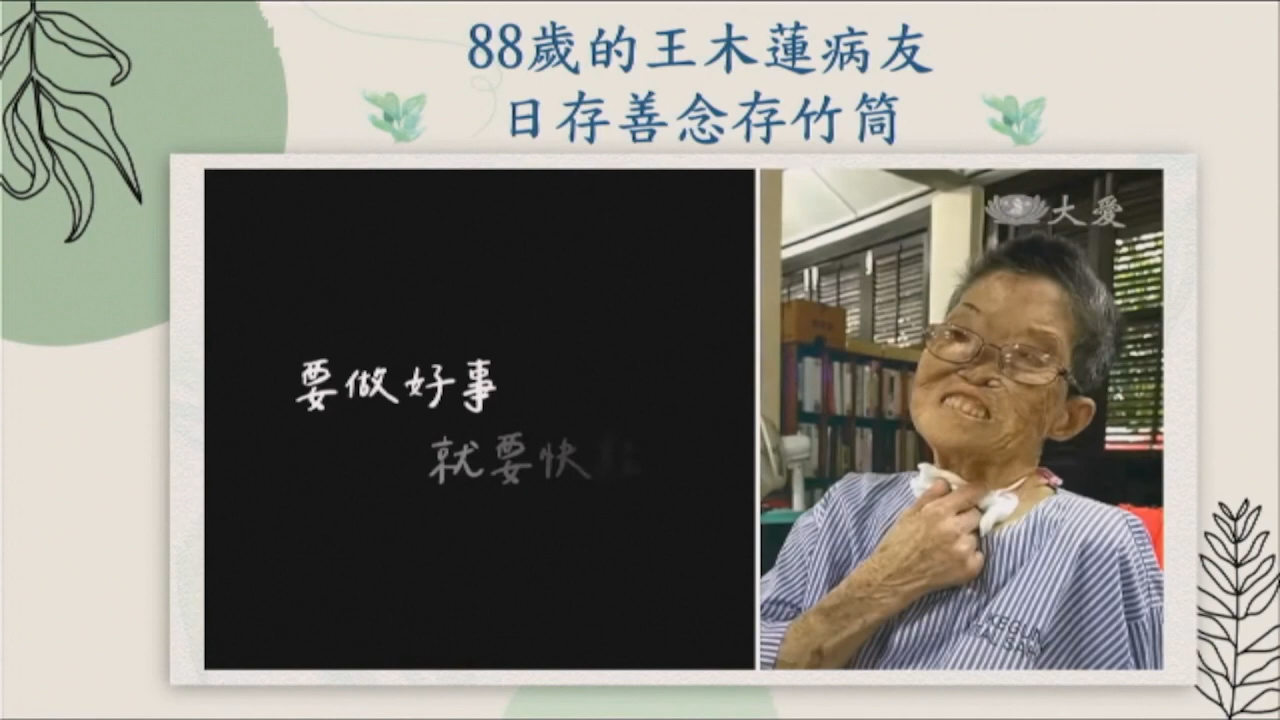 88歲的王木蓮病友
日存善念存竹筒
大愛
要做好事
就要快